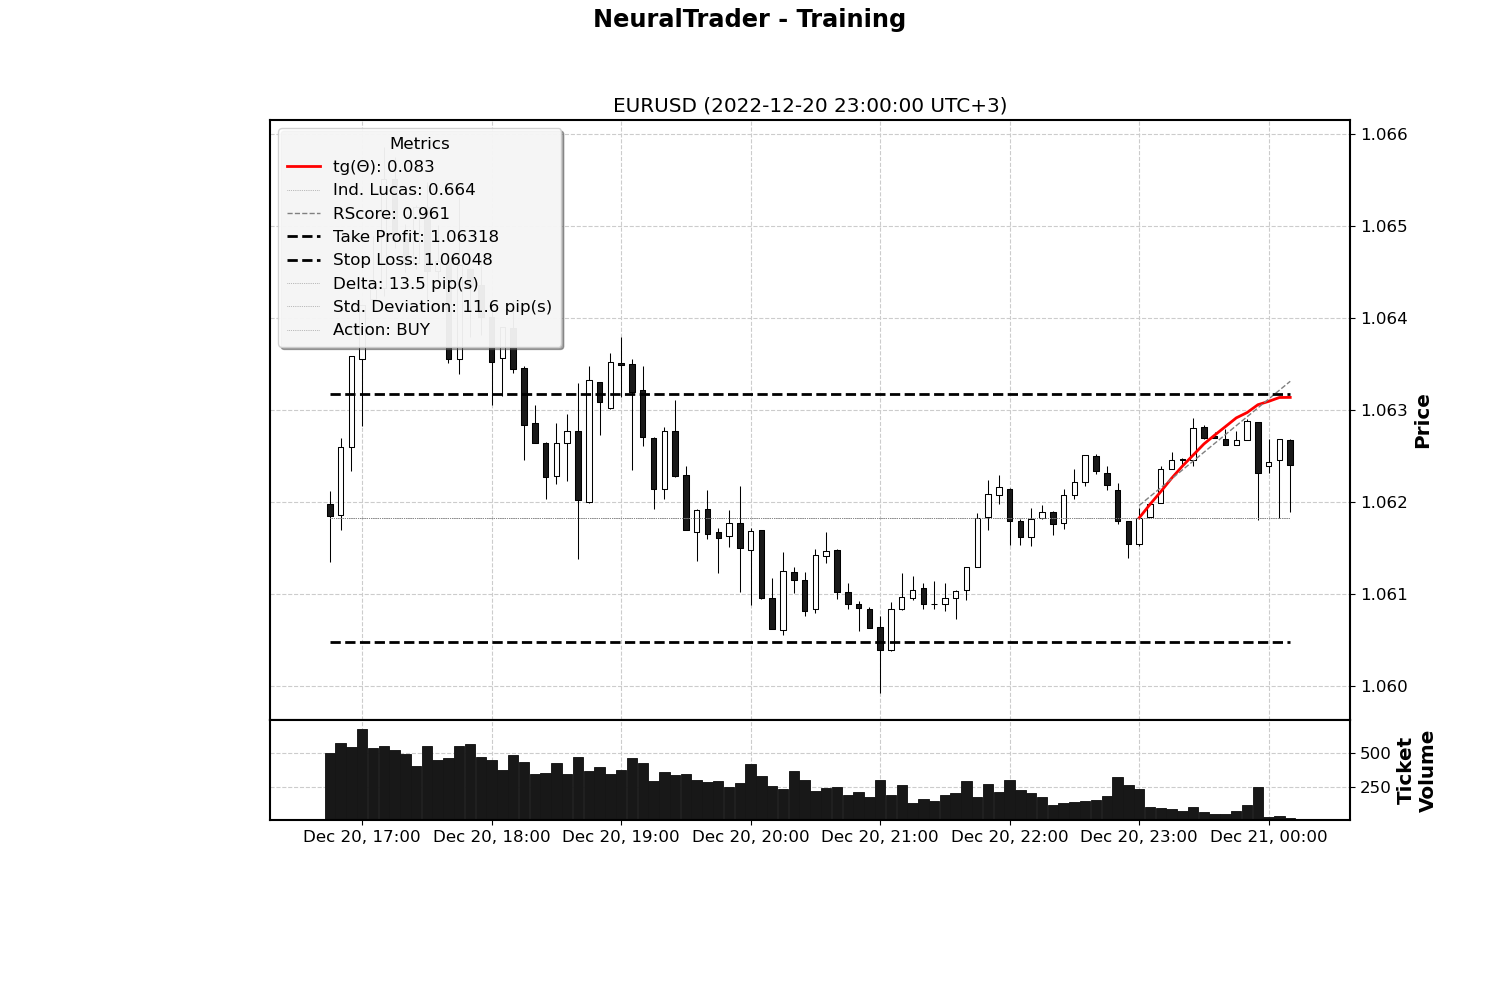 NeuralTrader - Training
EURUSD (2022-12-20 23:00:00 UTC+3)
Metrics
tg(Θ): 0.083
Ind. Lucas: 0.664
RScore: 0.961
Take Profit: 1.06318
Stop Loss: 1.06048
Delta: 13.5 pip(s)
Std. Deviation: 11.6 pip(s)
Action: BUY
1.066
1.065
1.064
1.063
1.062
1.061
1.060
Price
500
250
Ticket
Volume
Dec 20, 17:00
Dec 20, 18:00
Dec 20, 19:00
Dec 20, 20:00
Dec 20, 21:00
Dec 20, 22:00
Dec 20, 23:00
Dec 21, 00:00